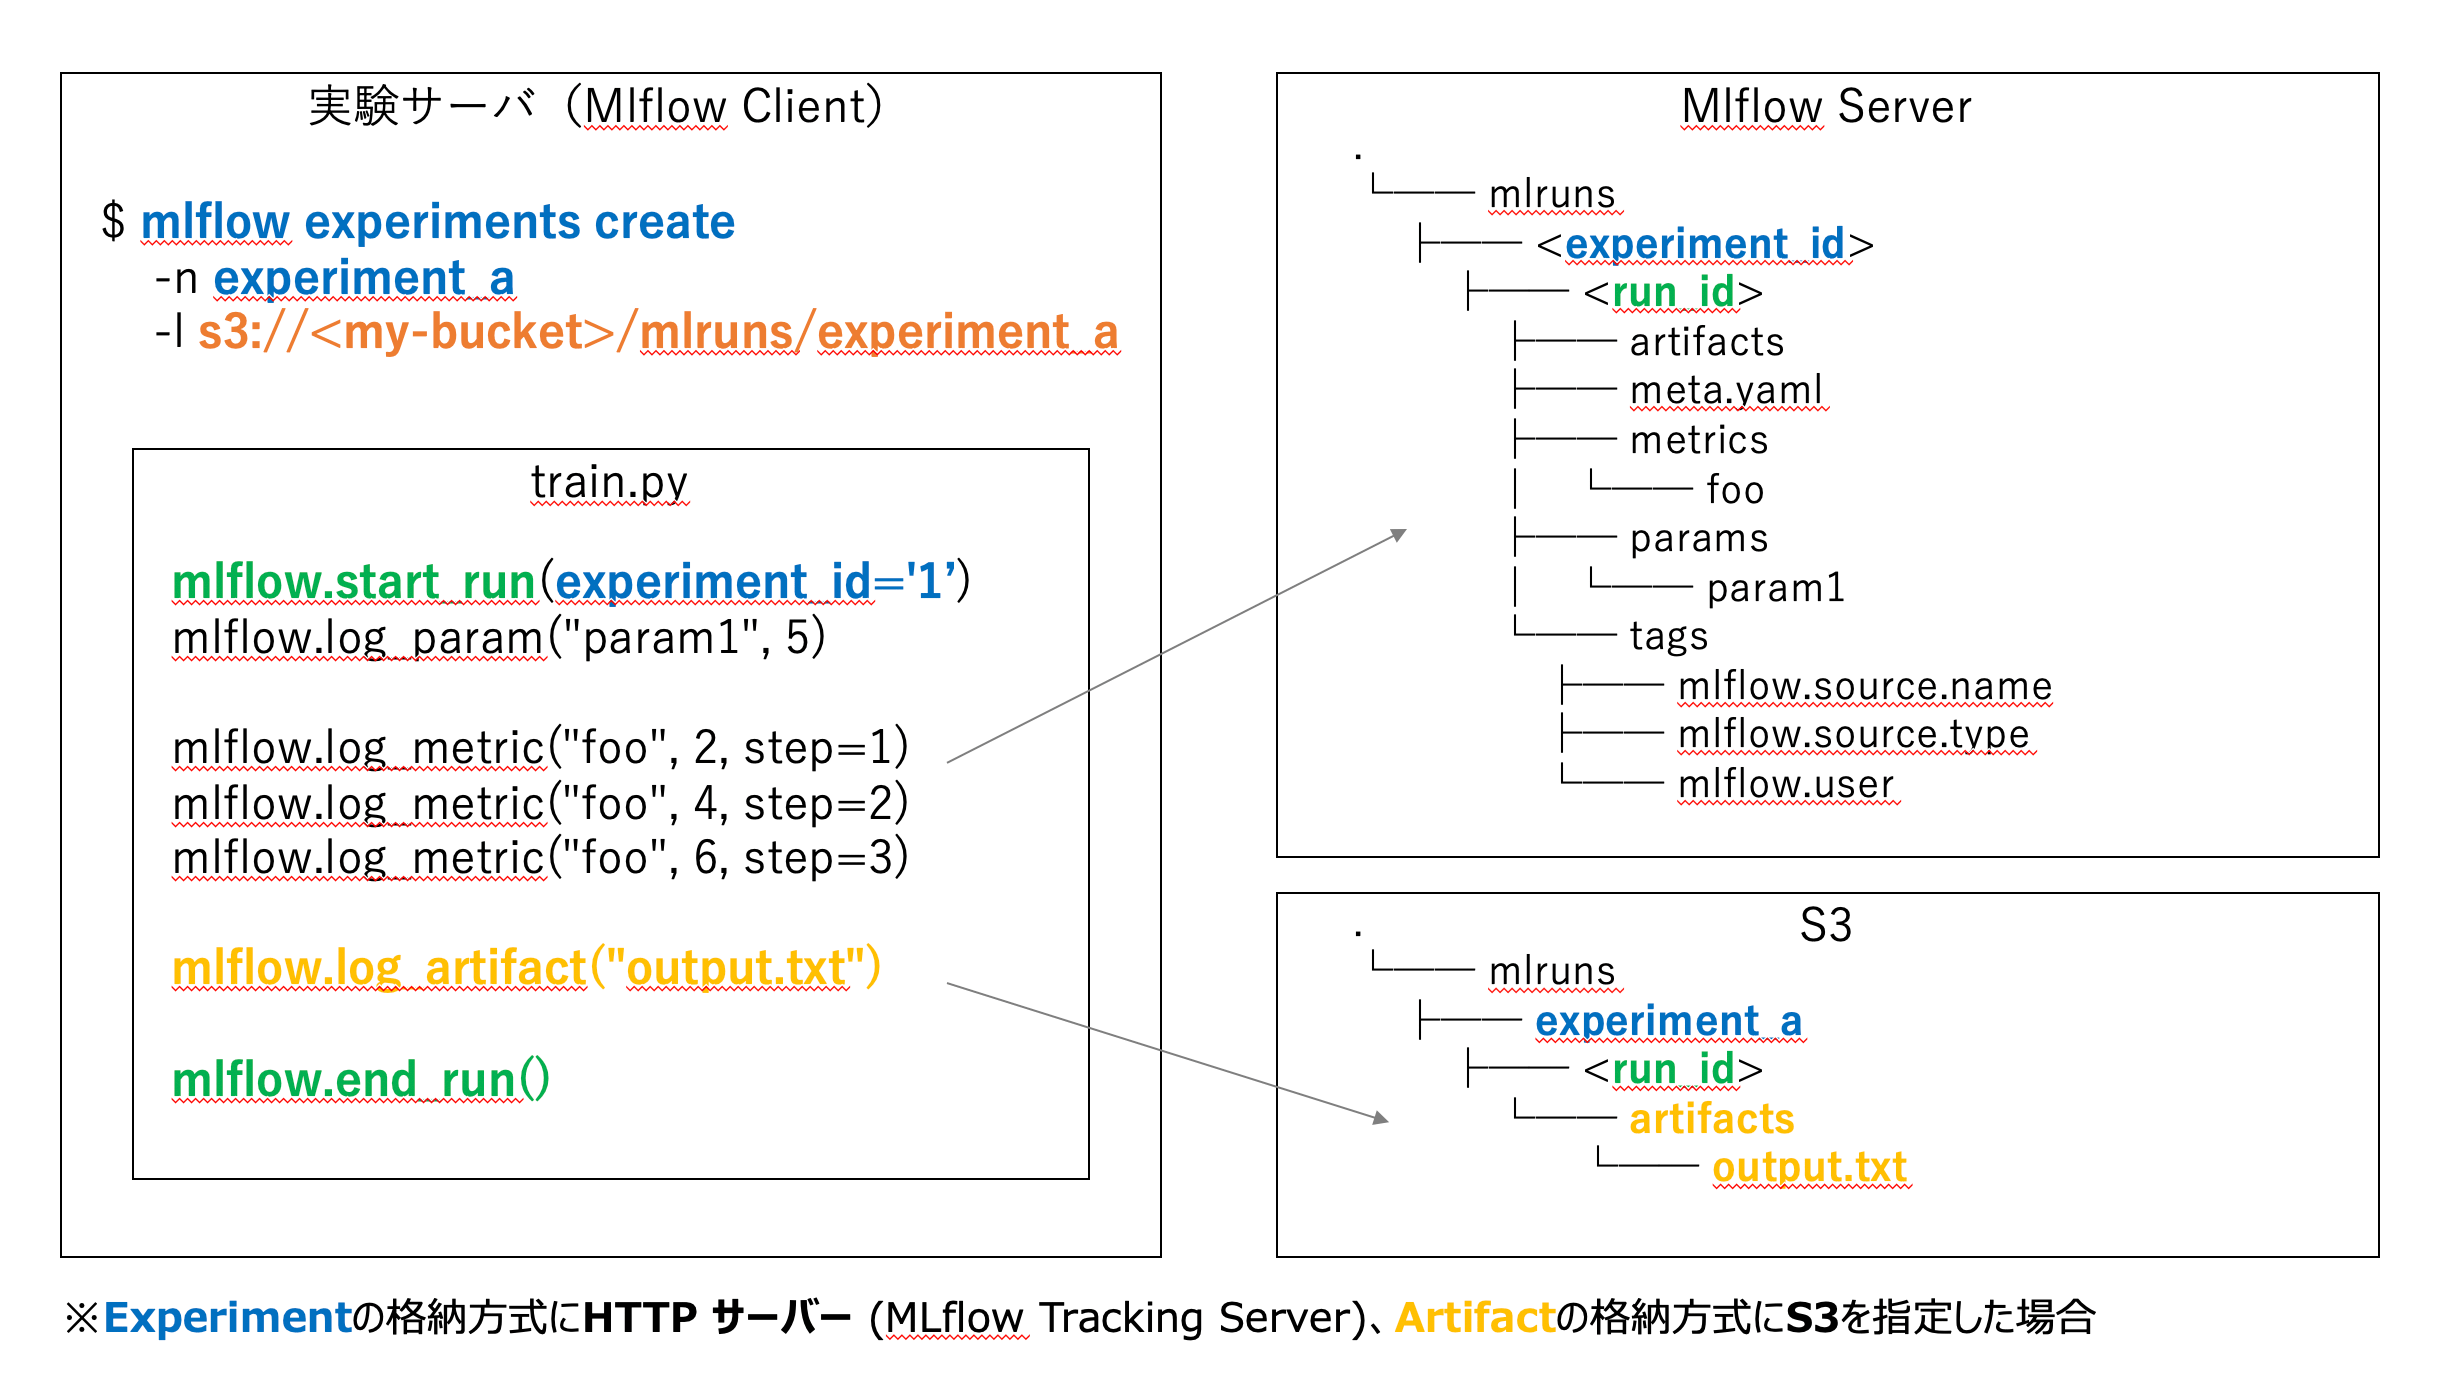 実験サーバ（Mlflow Client）
$ mlflow experiments create
-n experiment_a
-l s3://<my-bucket>/mlruns/experiment_a
train.py
mlflow.start_run(experiment_id='1’)
mlflow.log_param("param1", 5)
mlflow.log_metric("foo", 2, step=1)
mlflow.log_metric("foo", 4, step=2)
mlflow.log_metric("foo", 6, step=3)
mlflow.log_artifact("output.txt")
mlflow.end_run()
Mlflow Server
.
└── mlruns
├── <experiment_id>
├── <run_id>
├── artifacts
├── meta.yaml
├── metrics
│ └── foo
├── params
│ └── param1
└── tags
├── mlflow.source.name
├── mlflow.source.type
└── mlflow.user
S3
.
└── mlruns
├── experiment_a
├── <run_id>
└── artifacts
└── output.txt
※Experimentの格納方式にHTTP サーバー (MLflow Tracking Server)、Artifactの格納方式にS3を指定した場合